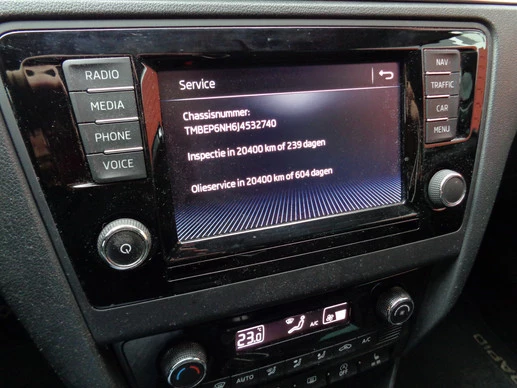 RADIO
MEDIA
PHONE
VOICE
Service
Chassisnummer:
TMBEP6NH6J4532740
Inspectie in 20400 km of 239 dagen
Olieservice in 20400 km of 604 dagen
NAV
TRAFFIC
CAR
MENU
23.0
A/C
AUTO
A/C
OFF